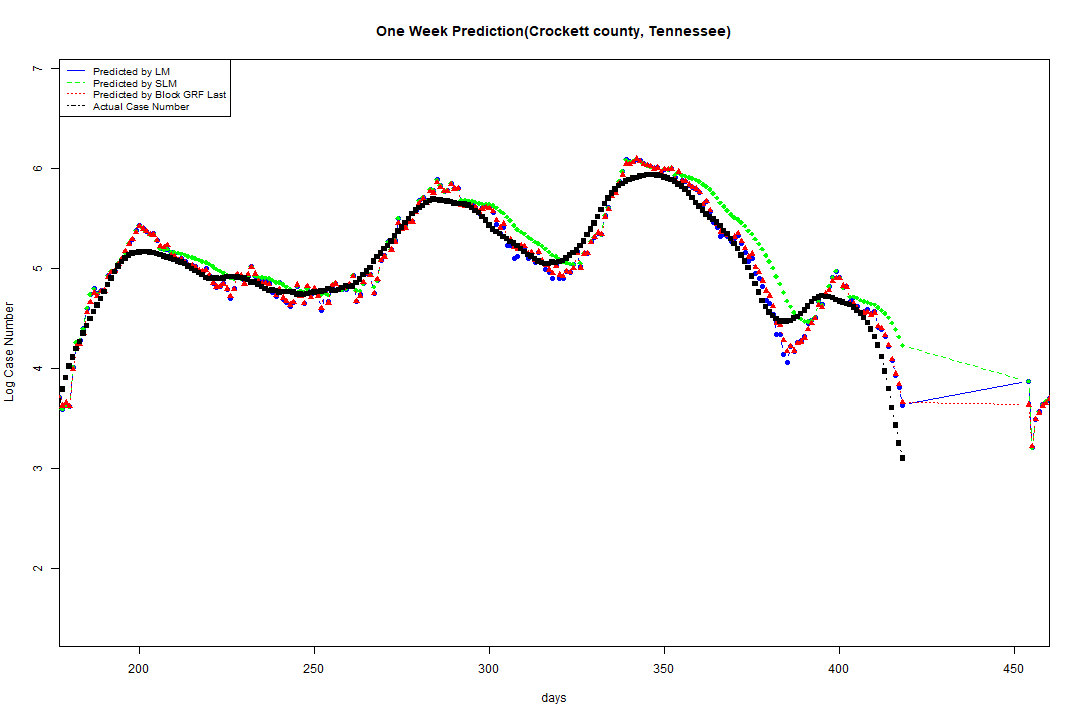 One Week Prediction(Crockett county, Tennessee)
Predicted by LM
Predicted by SLM
Predicted by Block GRF Last
Actual Case Number
7
6
5
4
3
2
Log Case Number
200 250 300 350 400 450
days